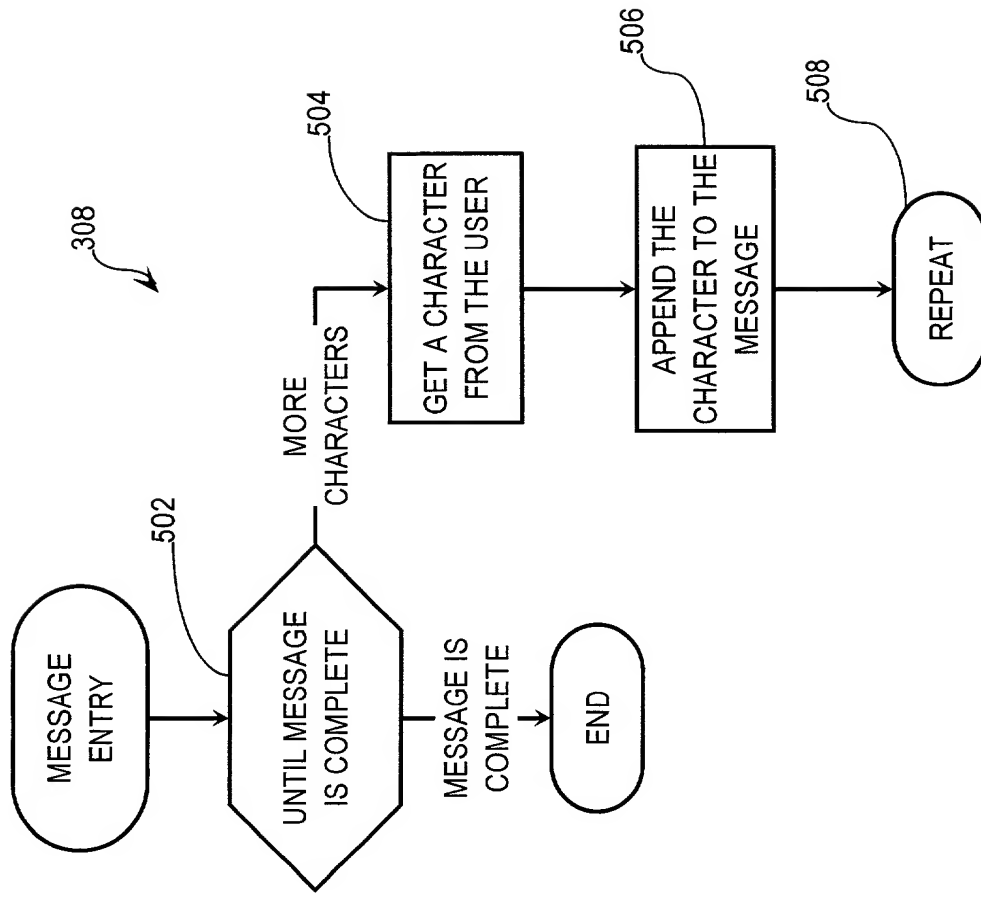 308
MESSAGE
ENTRY
502
UNTIL MESSAGE
IS COMPLETE
MORE
CHARACTERS
MESSAGE IS
COMPLETE
END
504
GET A CHARACTER
FROM THE USER
506
APPEND THE
CHARACTER TO THE
MESSAGE
508
REPEAT